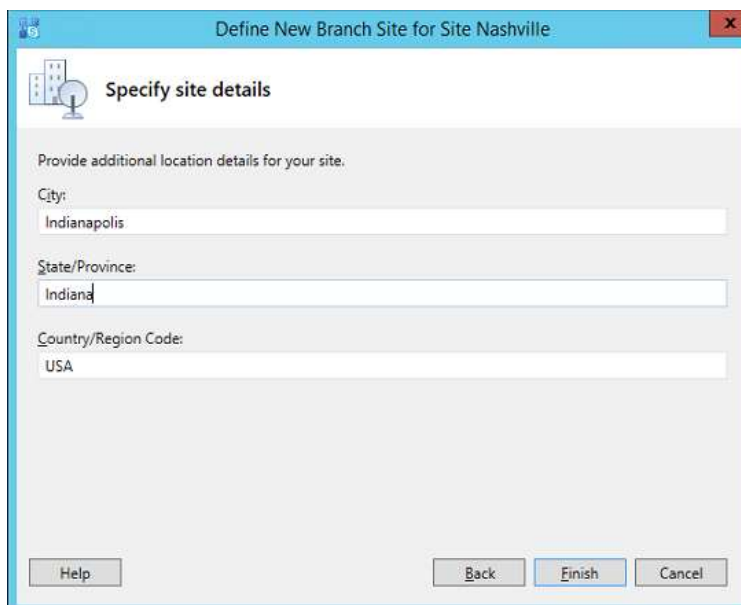 Define New Branch Site for Site Nashville
x
Specify site details
Provide additional location details for your site.
City:
Indianapolis
State/Province:
Indiana
Country/Region Code:
USA
Help
Back
Finish
Cancel